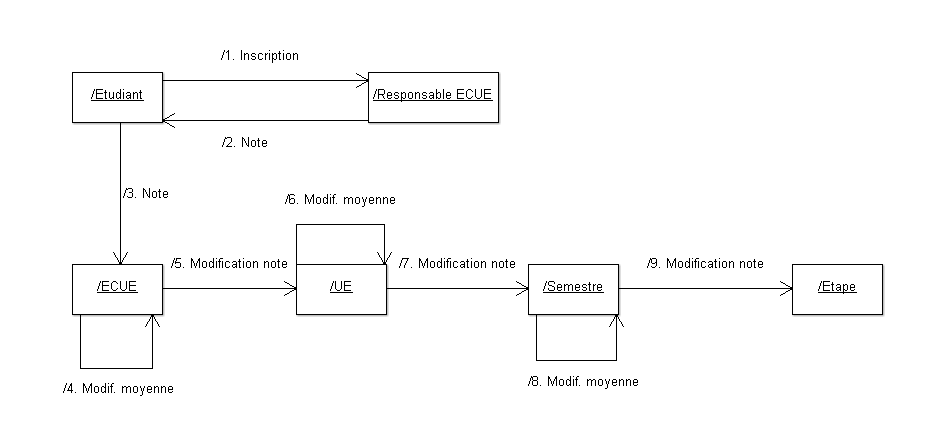 /1. Inscription
/Etudiant
/Responsable ECUE
/2. Note
/3. Note
/6. Modif. moyenne
/5. Modification note
/7. Modification note
/9. Modification note
/ECUE
/UE
/Semestre
/Etape
/4. Modif. moyenne
/8. Modif. moyenne